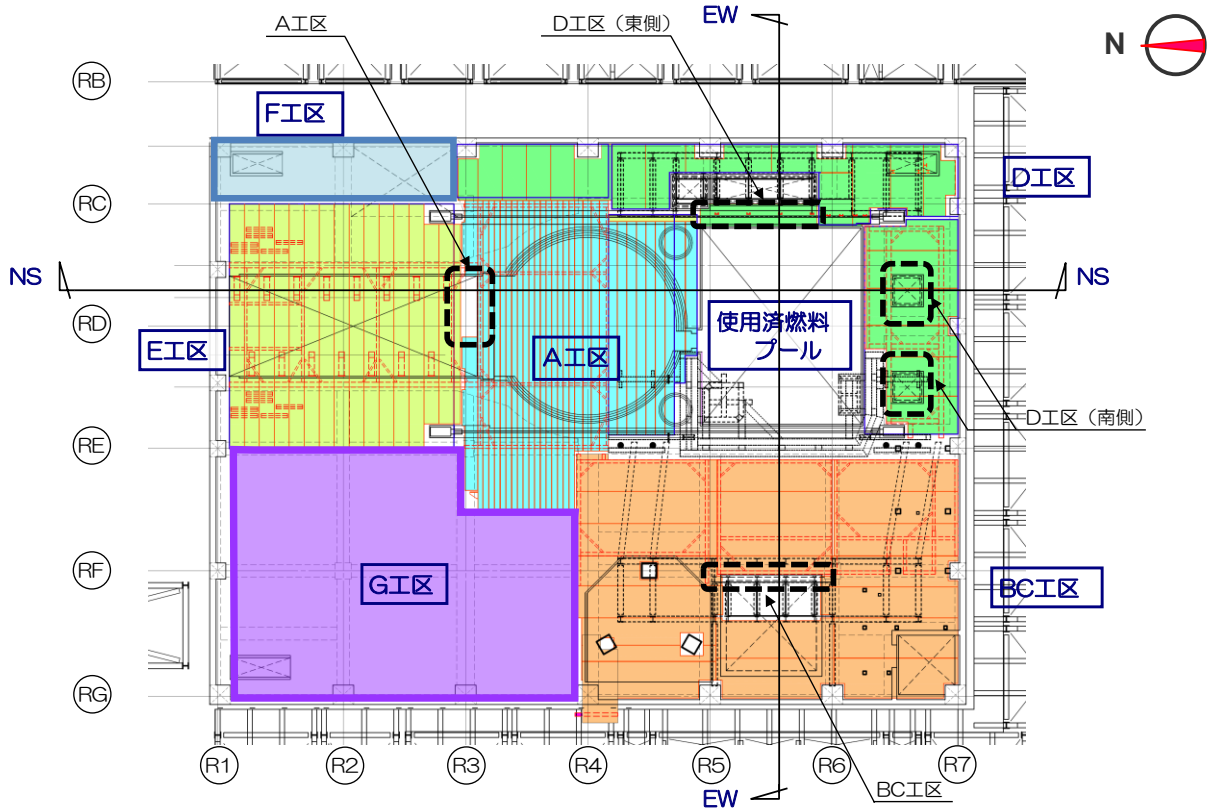 EW
A工区
D工区（東側）
N
RB
F工区
D工区
RC
NS
NS
RD
使用済燃料
プール
E工区
A工区
D工区（南側）
RE
RF
G工区
BC工区
RG
R1
R2
R3
R4
R5
R6
R7
EW
BC工区